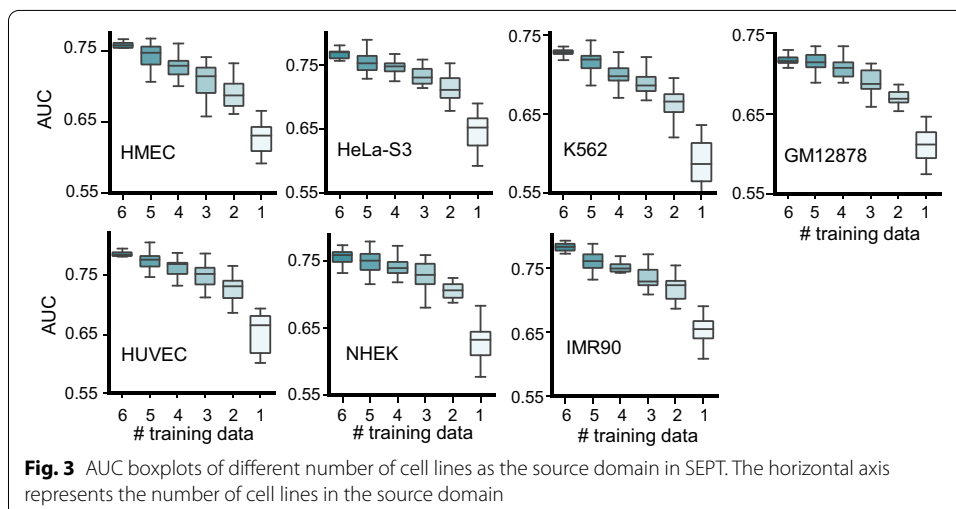 AUC
0.75
0.65
0.55
HMEC
6 5 4 3 2 1
0.75
0.65
0.55
HeLa-S3
6 5 4 3 2 1
0.75
0.65
0.55
K562
6 5 4 3 2 1
0.75
0.65
0.55
GM12878
6 5 4 3 2 1
# training data
AUC
0.75
0.65
0.55
HUVEC
6 5 4 3 2 1
# training data
0.75
0.65
0.55
NHEK
6 5 4 3 2 1
# training data
0.75
0.65
0.55
IMR90
6 5 4 3 2 1
# training data
Fig. 3 AUC boxplots of different number of cell lines as the source domain in SEPT. The horizontal axis
represents the number of cell lines in the source domain